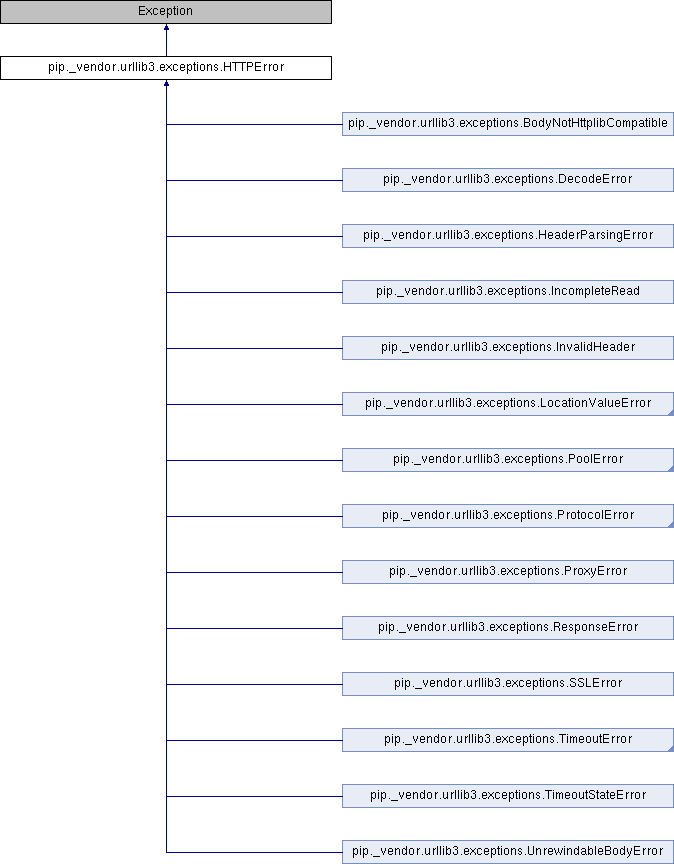 Exception
pip._vendor.urllib3.exceptions.HTTPError
pip._vendor.urllib3.exceptions.BodyNotHttplibCompatible
pip._vendor.urllib3.exceptions.DecodeError
pip._vendor.urllib3.exceptions.HeaderParsingError
pip._vendor.urllib3.exceptions.IncompleteRead
pip._vendor.urllib3.exceptions.InvalidHeader
pip._vendor.urllib3.exceptions.LocationValueError
pip._vendor.urllib3.exceptions.PoolError
pip._vendor.urllib3.exceptions.ProtocolError
pip._vendor.urllib3.exceptions.ProxyError
pip._vendor.urllib3.exceptions.ResponseError
pip._vendor.urllib3.exceptions.SSLError
pip._vendor.urllib3.exceptions.TimeoutError
pip._vendor.urllib3.exceptions.TimeoutStateError
pip._vendor.urllib3.exceptions.UnrewindableBodyError